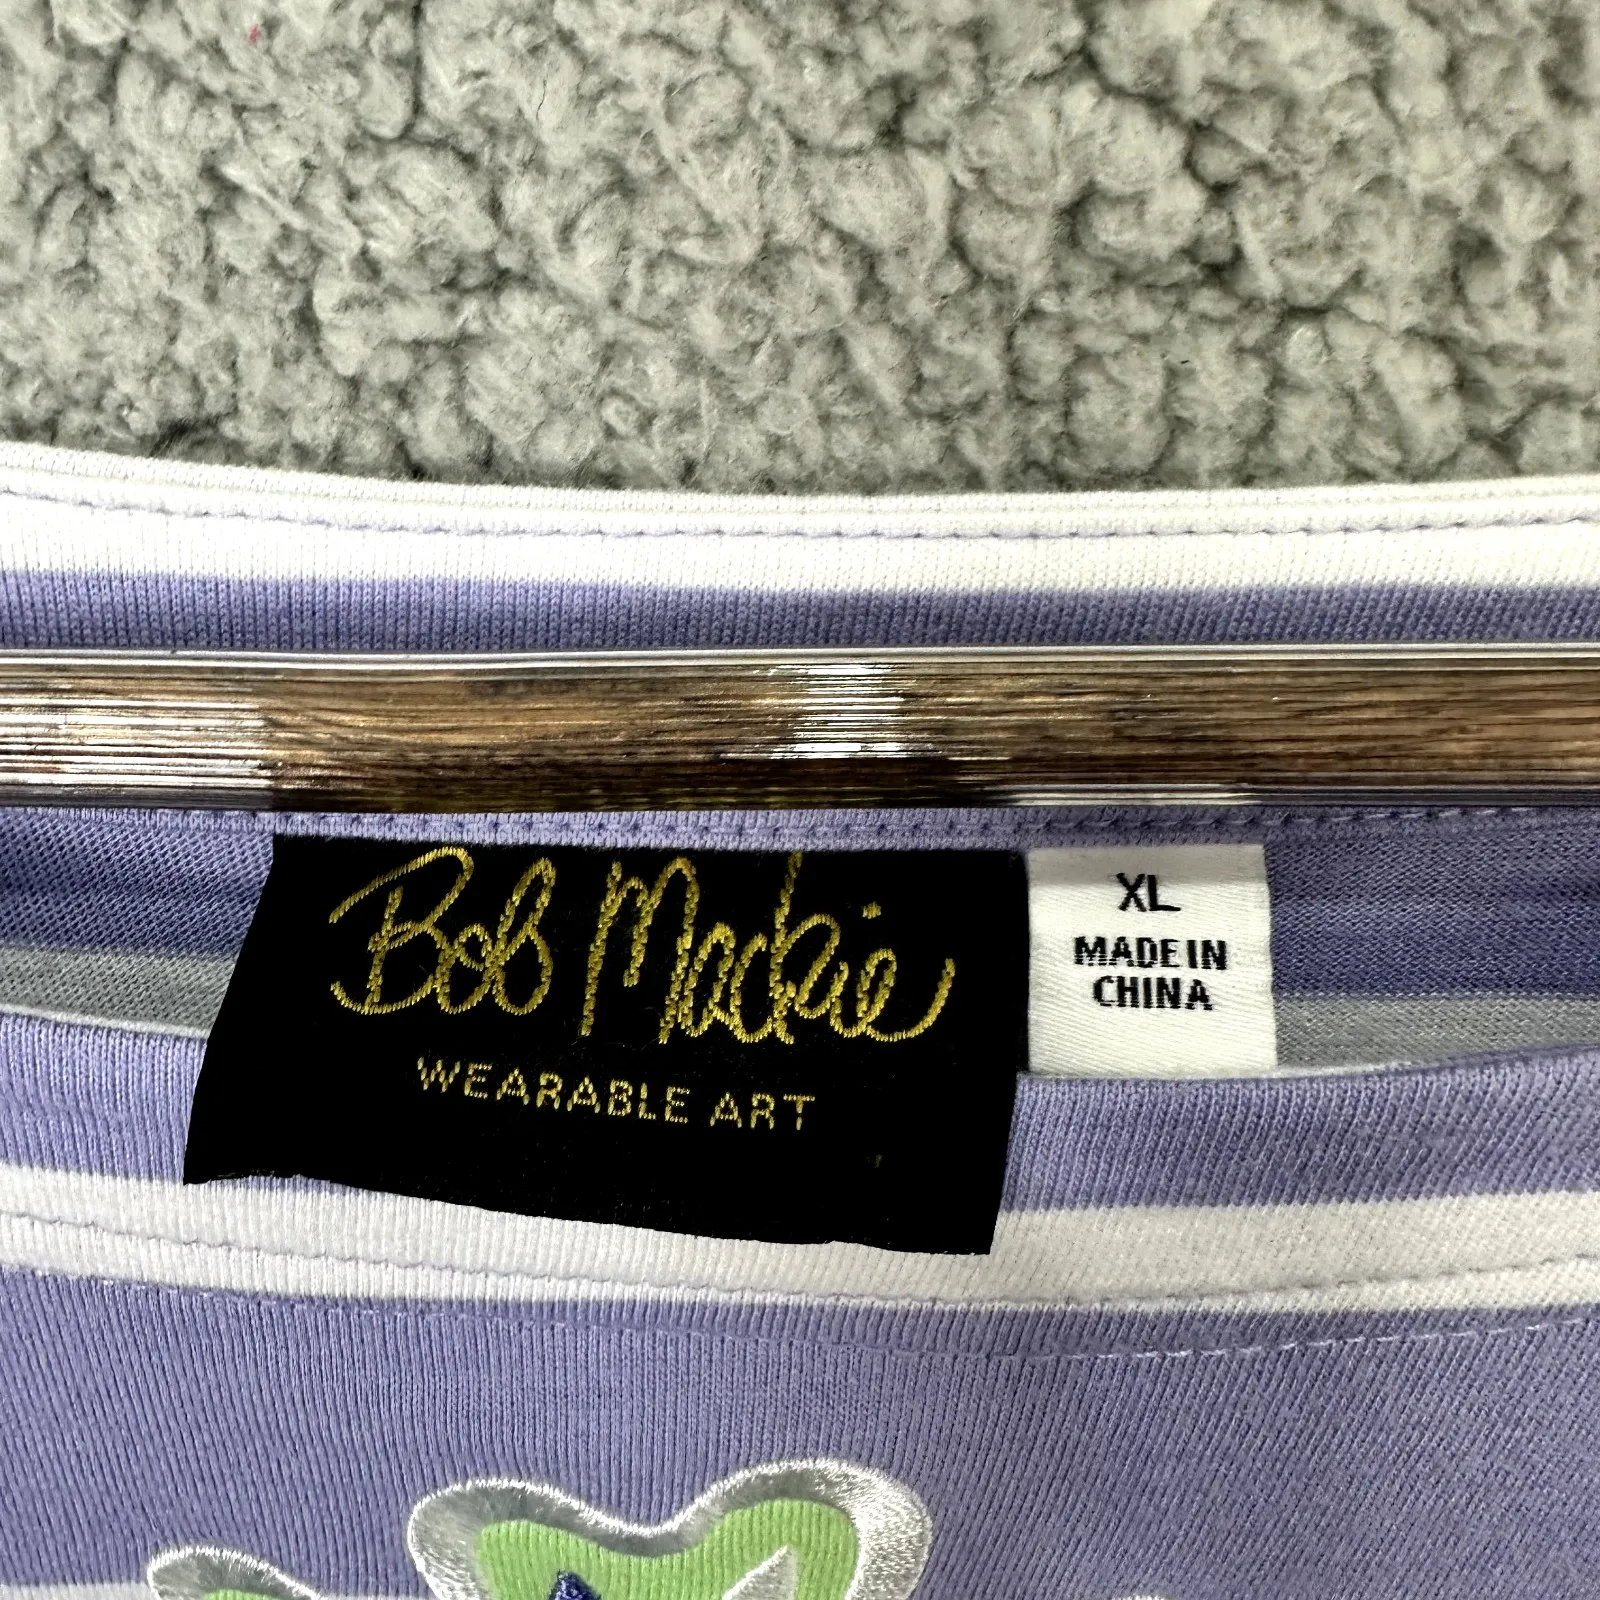 Bob Mackie
WEARABLE ART
XL
MADE IN
CHINA